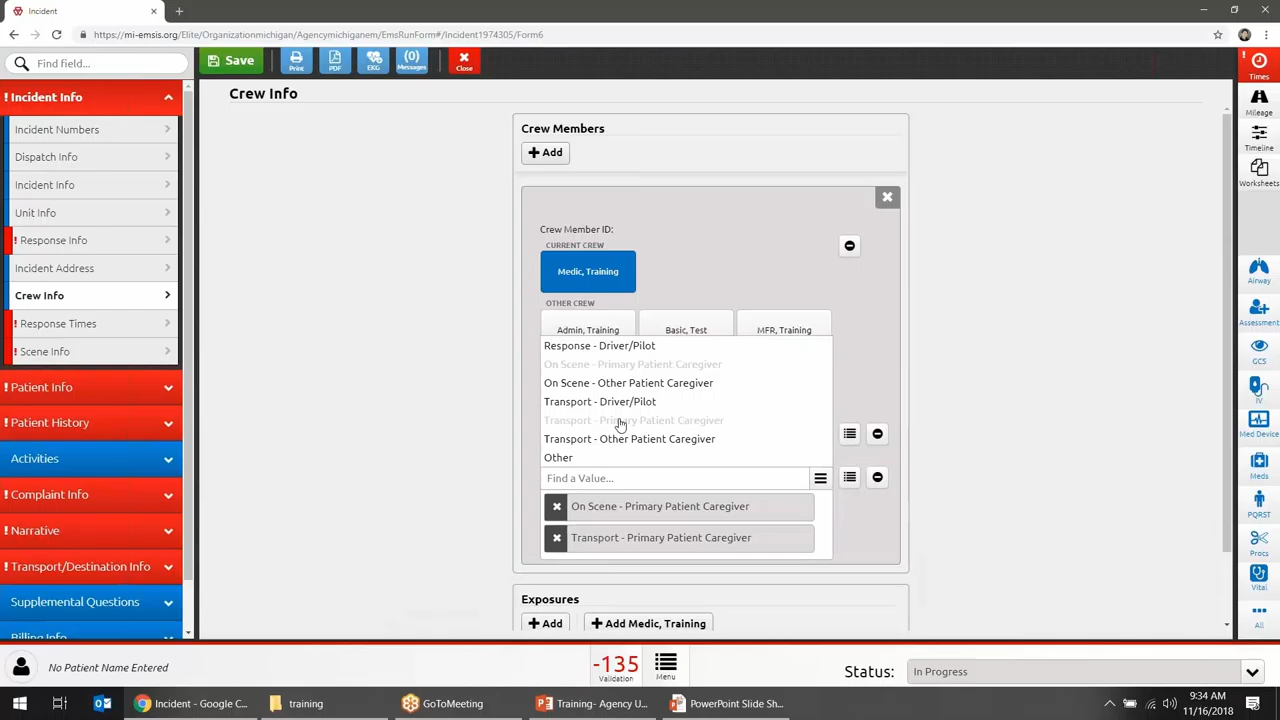 Incident
https://mi-emsis.org/Elite/Organizationmichigan/Agencymichiganem/EmsRunForm#/Incident1974305/Form6
Find field...
Save
Print
PDF
EKG
(0)
Messages
Close
! Times
Mileage
Timeline
Worksheets
Airway
Assessment
GCS
IV
Med Device
Meds
PQRST
Procs
Vital
All
! Incident Info
Incident Numbers
Dispatch Info
Incident Info
Unit Info
! Response Info
Incident Address
Crew Info
! Response Times
! Scene Info
! Patient Info
! Patient History
Activities
! Complaint Info
! Narrative
! Transport/Destination Info
Supplemental Questions
Billing Info
Crew Info
Crew Members
Add
Crew Member ID:
CURRENT CREW
Medic, Training
OTHER CREW
Admin, Training
Basic, Test
MFR, Training
Response - Driver/Pilot
On Scene - Primary Patient Caregiver
On Scene - Other Patient Caregiver
Transport - Driver/Pilot
Transport - Primary Patient Caregiver
Transport - Other Patient Caregiver
Other
Find a Value...
On Scene - Primary Patient Caregiver
Transport - Primary Patient Caregiver
Exposures
Add
Add Medic, Training
No Patient Name Entered
-135
Validation
Menu
Status:
In Progress
Incident - Google C...
training
GoToMeeting
Training- Agency U...
PowerPoint Slide Sh...
9:34 AM
11/16/2018